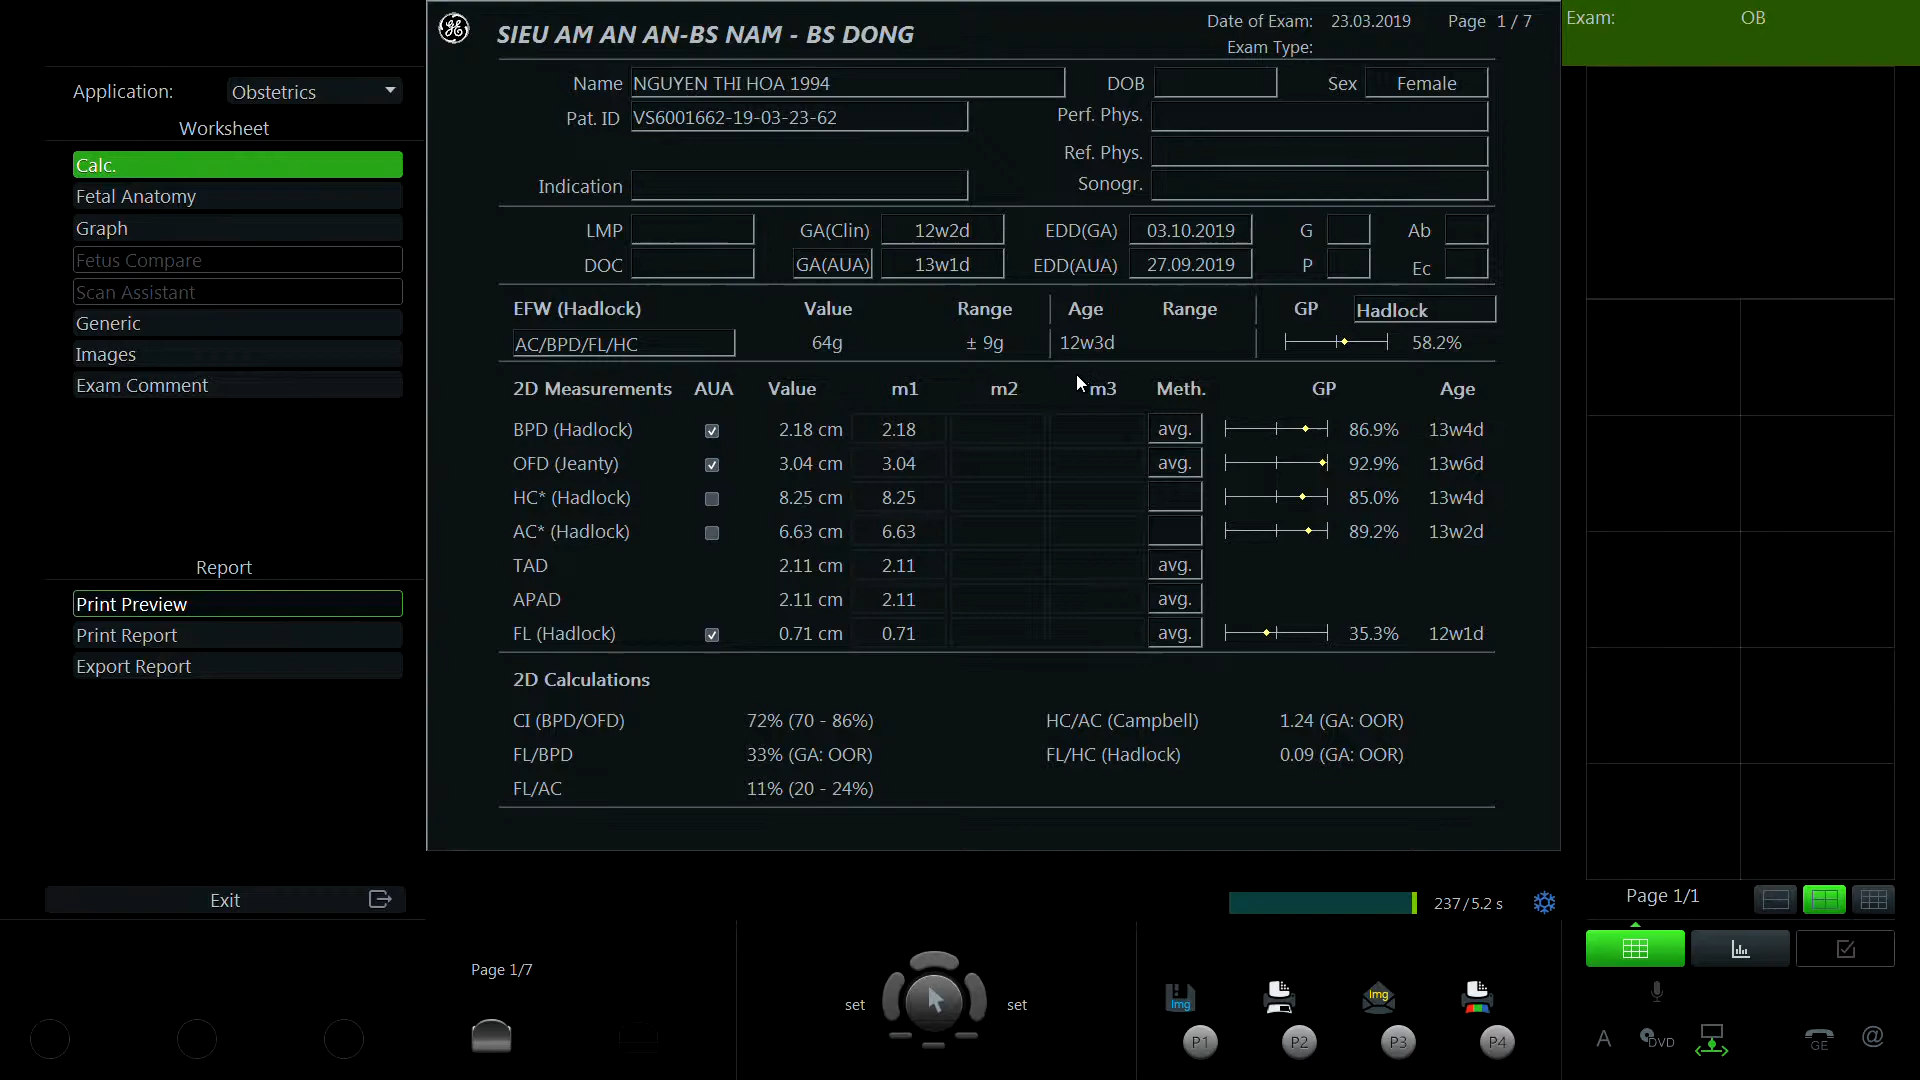 SIEU AM AN AN-BS NAM - BS DONG
Date of Exam: 23.03.2019 Page 1 / 7
Exam Type:
Exam: OB
Name NGUYEN THI HOA 1994 DOB Sex Female
Pat. ID VS6001662-19-03-23-62 Perf. Phys.
Ref. Phys.
Indication Sonogr.
LMP GA(Clin) 12w2d EDD(GA) 03.10.2019 G Ab
DOC GA(AUA) 13w1d EDD(AUA) 27.09.2019 P Ec
EFW (Hadlock) Value Range Age Range GP Hadlock
AC/BPD/FL/HC 64g ± 9g 12w3d 58.2%
2D Measurements AUA Value m1 m2 m3 Meth. GP Age
BPD (Hadlock) 2.18 cm 2.18 avg. 86.9% 13w4d
OFD (Jeanty) 3.04 cm 3.04 avg. 92.9% 13w6d
HC* (Hadlock) 8.25 cm 8.25 85.0% 13w4d
AC* (Hadlock) 6.63 cm 6.63 89.2% 13w2d
TAD 2.11 cm 2.11 avg.
APAD 2.11 cm 2.11 avg.
FL (Hadlock) 0.71 cm 0.71 avg. 35.3% 12w1d
2D Calculations
CI (BPD/OFD) 72% (70 - 86%) HC/AC (Campbell) 1.24 (GA: OOR)
FL/BPD 33% (GA: OOR) FL/HC (Hadlock) 0.09 (GA: OOR)
FL/AC 11% (20 - 24%)
Application: Obstetrics
Worksheet
Calc.
Fetal Anatomy
Graph
Fetus Compare
Scan Assistant
Generic
Images
Exam Comment
Report
Print Preview
Print Report
Export Report
Exit
237/5.2 s
Page 1/1
Page 1/7
set set
Img Img
P1 P2 P3 P4
A DVD GE @